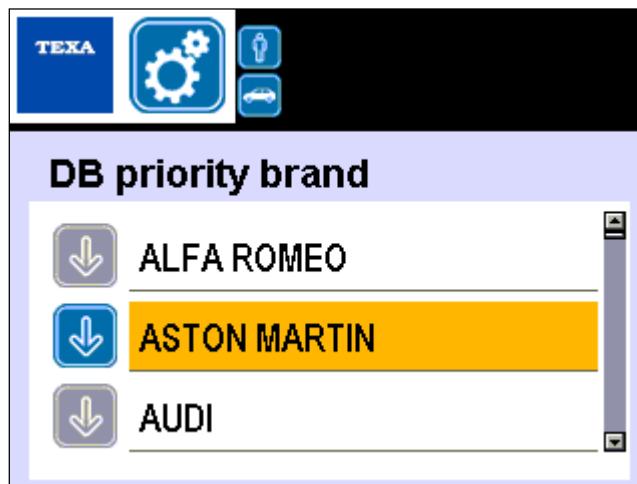 TEXA
DB priority brand
ALFA ROMEO
ASTON MARTIN
AUDI